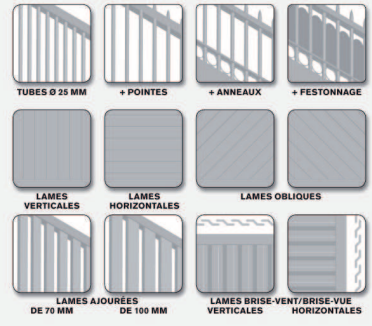 TUBES Ø 25 MM
+ POINTES
+ ANNEAUX
+ FESTONNAGE
LAMES
VERTICALES
LAMES
HORIZONTALES
LAMES OBLIQUES
LAMES AJOURÉES
DE 70 MM
DE 100 MM
LAMES BRISE-VENT/BRISE-VUE
VERTICALES
HORIZONTALES